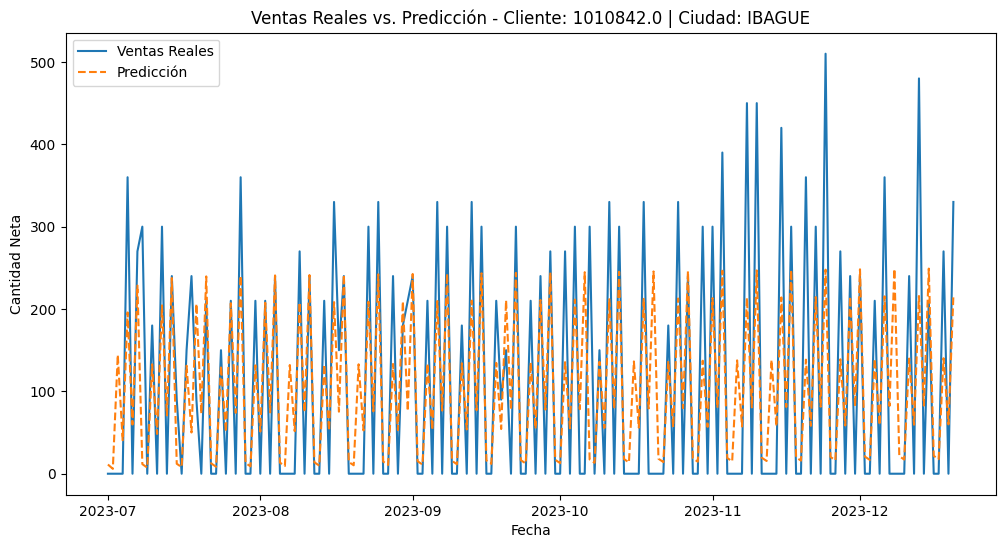 Ventas Reales vs. Predicción - Cliente: 1010842.0 | Ciudad: IBAGUE
Ventas Reales
Predicción
Cantidad Neta
500
400
300
200
100
0
2023-07
2023-08
2023-09
2023-10
2023-11
2023-12
Fecha